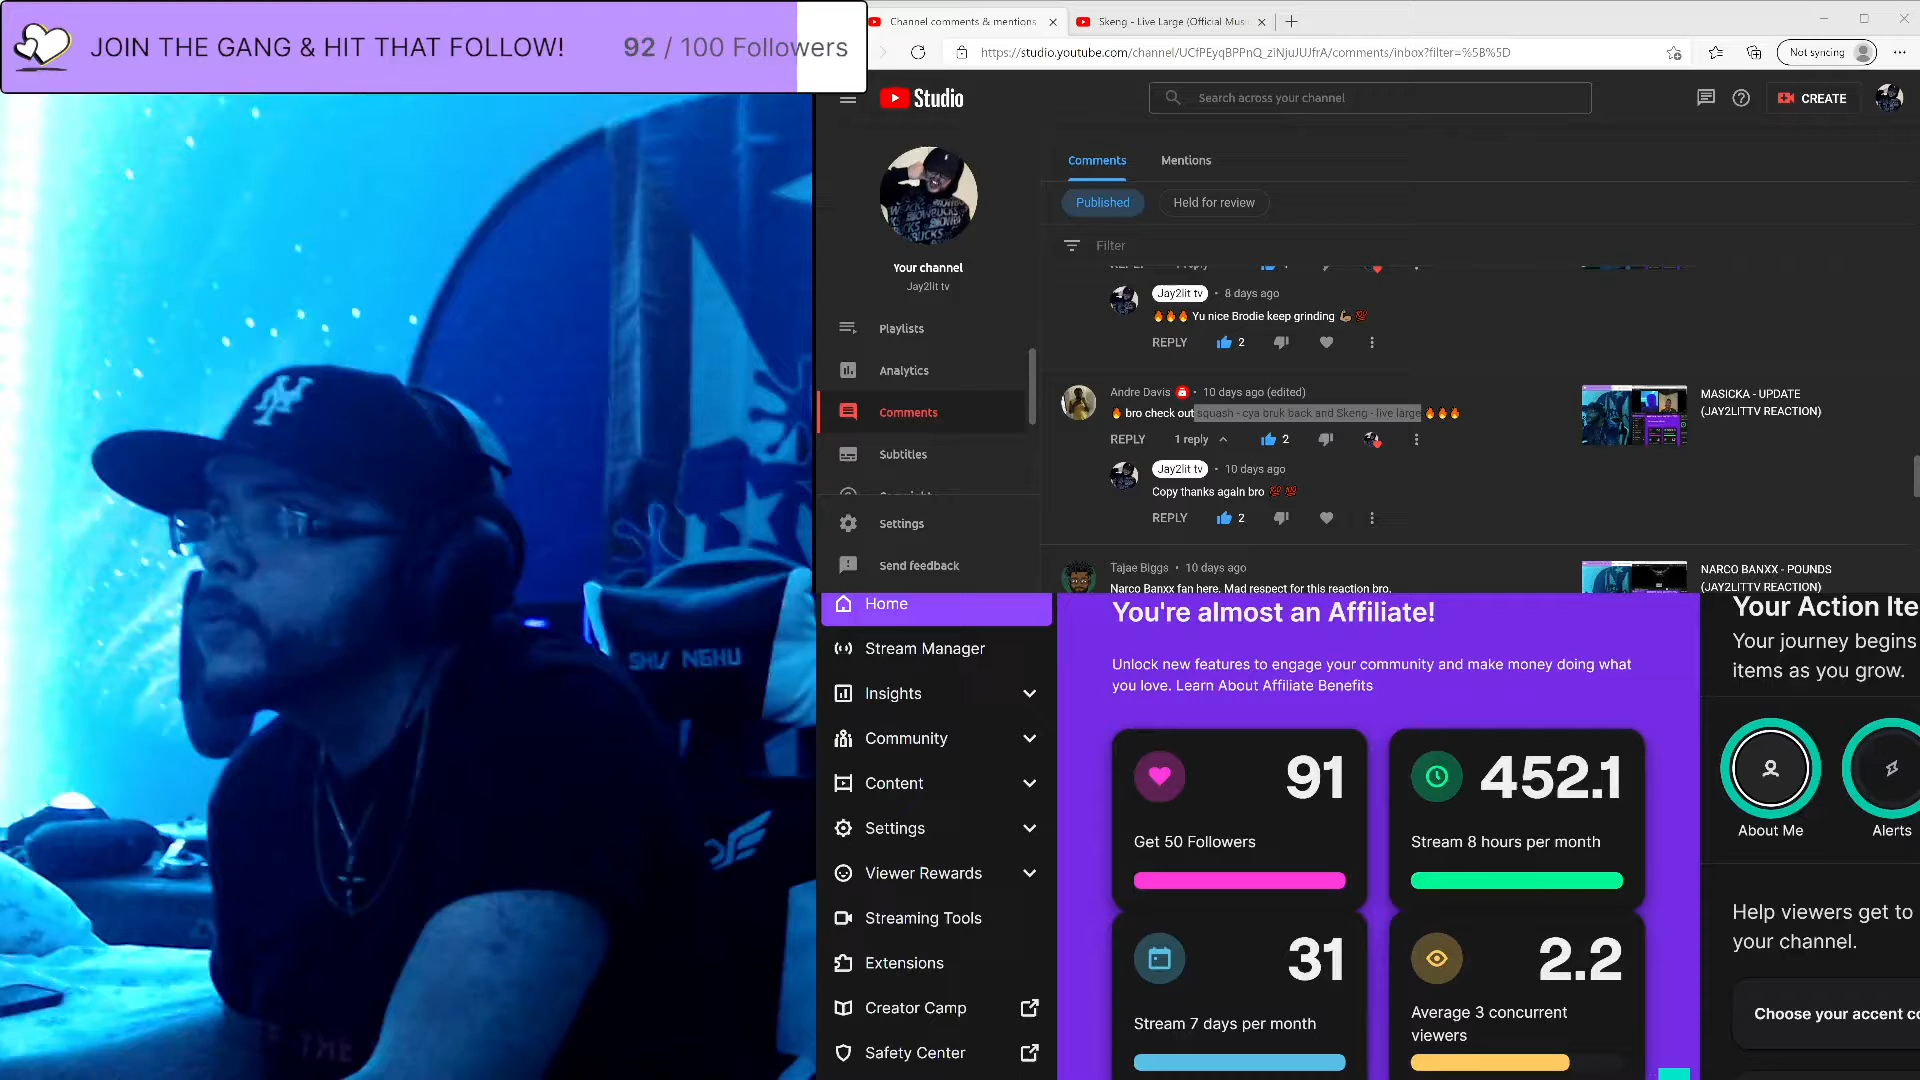 JOIN THE GANG & HIT THAT FOLLOW!
92 / 100 Followers
Channel comments & mentions
Skeng - Live Large (Official Mus
https://studio.youtube.com/channel/UCfPEyqBPPnQ_ziNjuJUJfrA/comments/inbox?filter=%5B%5D
Not syncing
Studio
Search across your channel
CREATE
Your channel
Jay2lit tv
Playlists
Analytics
Comments
Subtitles
Settings
Send feedback
Comments
Mentions
Published
Held for review
Filter
Jay2lit tv • 8 days ago
🔥🔥🔥 Yu nice Brodie keep grinding 💪🏼 💯
REPLY 2
Andre Davis • 10 days ago (edited)
🔥 bro check out squash - cya bruk back and Skeng - live large 🔥🔥🔥
REPLY 1 reply 2
Jay2lit tv • 10 days ago
Copy thanks again bro 💯 💯
REPLY 2
MASICKA - UPDATE
(JAY2LITTV REACTION)
Tajae Biggs • 10 days ago
Narco Banxx fan here. Mad respect for this reaction bro.
NARCO BANXX - POUNDS
(JAY2LITTV REACTION)
Home
Stream Manager
Insights
Community
Content
Settings
Viewer Rewards
Streaming Tools
Extensions
Creator Camp
Safety Center
You're almost an Affiliate!
Unlock new features to engage your community and make money doing what
you love. Learn About Affiliate Benefits
91
Get 50 Followers
452.1
Stream 8 hours per month
31
Stream 7 days per month
2.2
Average 3 concurrent
viewers
Your Action Ite
Your journey begins
items as you grow.
About Me
Alerts
Help viewers get to
your channel.
Choose your accent co